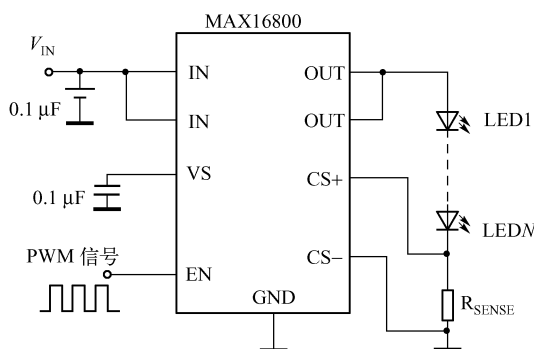 MAX16800
V_IN
IN
OUT
0.1 μF
IN
OUT
LED1
VS
CS+
0.1 μF
LEDN
PWM 信号
CS−
EN
GND
R_SENSE